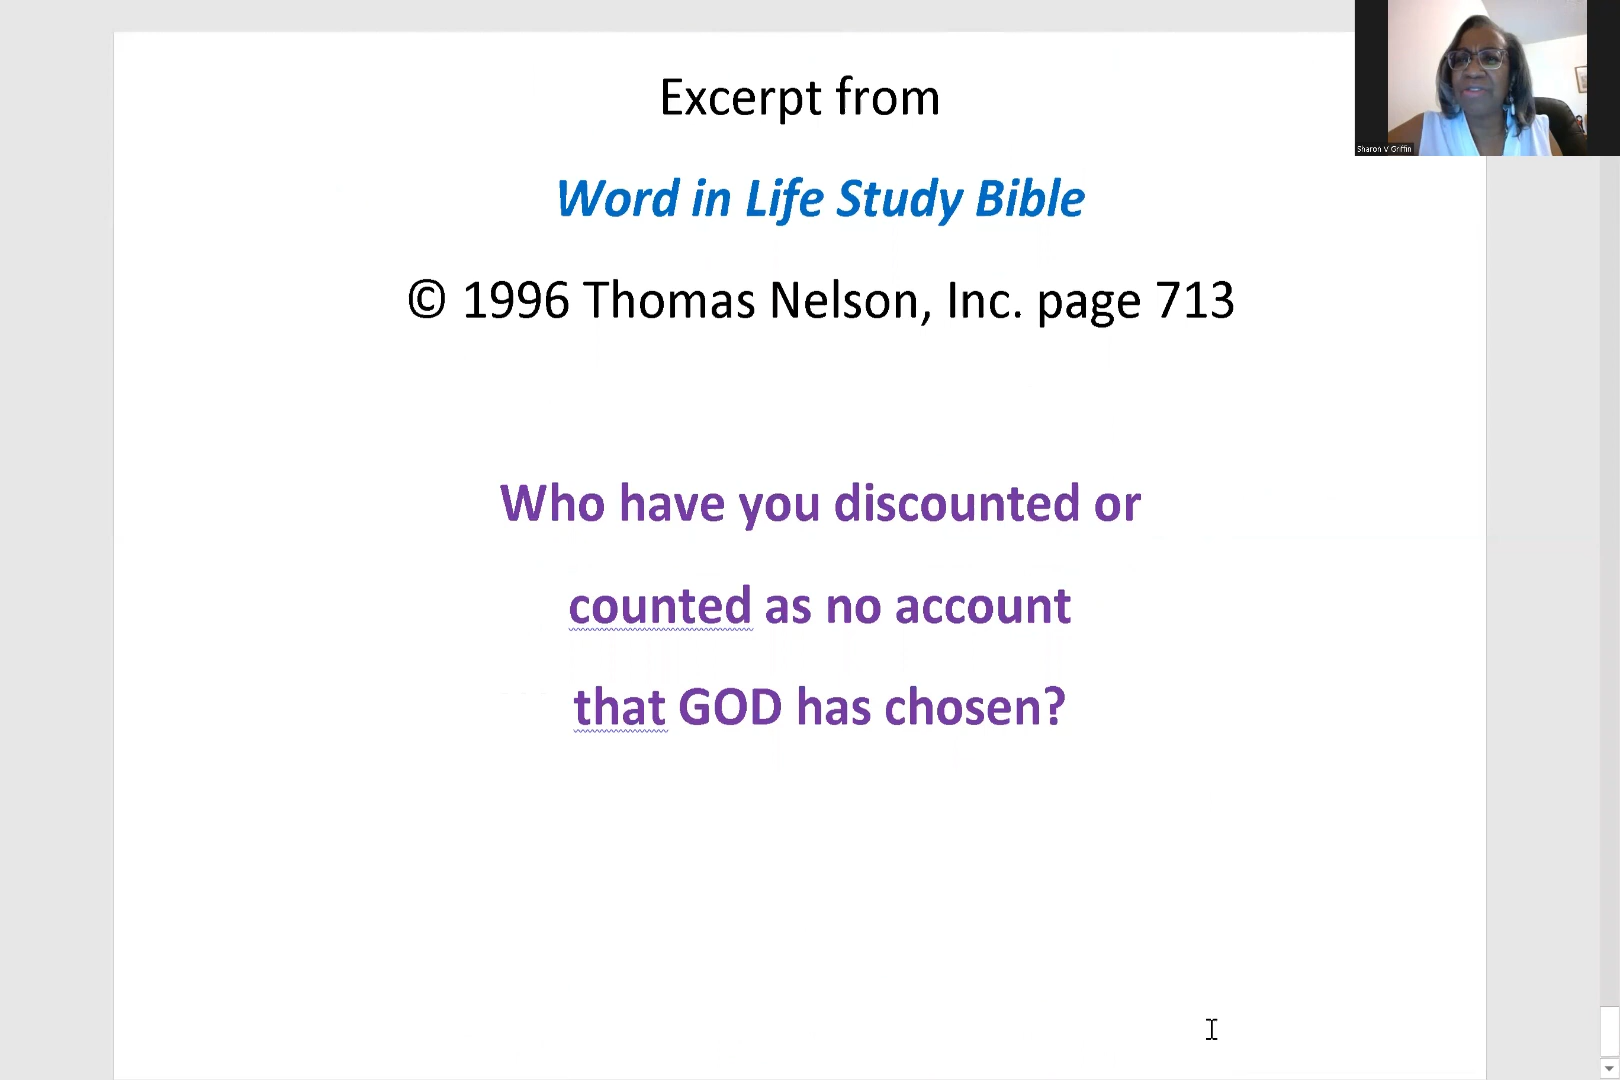 Excerpt from
Word in Life Study Bible
© 1996 Thomas Nelson, Inc. page 713
Who have you discounted or
counted as no account
that GOD has chosen?
Sharon V Griffin